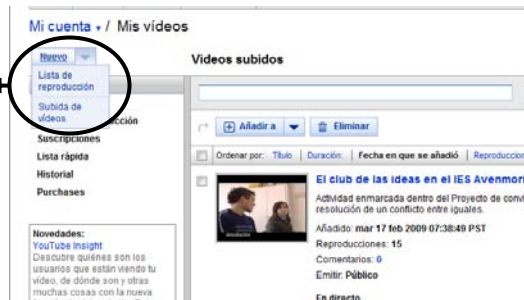 Mi cuenta / Mis vídeos
Nuevo
Lista de
reproducción
Subida de
vídeos
Suscripciones
Lista rápida
Historial
Purchases
Novedades:
YouTube Insight
Descubre quiénes son los
usuarios que están viendo tu
vídeo, de dónde son y otras
muchas cosas con la nueva
Videos subidos
Añadir a
Eliminar
Ordenar por: Título | Duración: | Fecha en que se añadió | Reproduccion
El club de las ideas en el IES Avenmori
Actividad enmarcada dentro del Proyecto de convi
resolución de un conflicto entre iguales.
Añadido: mar 17 feb 2009 07:38:49 PST
Reproducciones: 15
Comentarios: 0
Emitir: Público
En directo